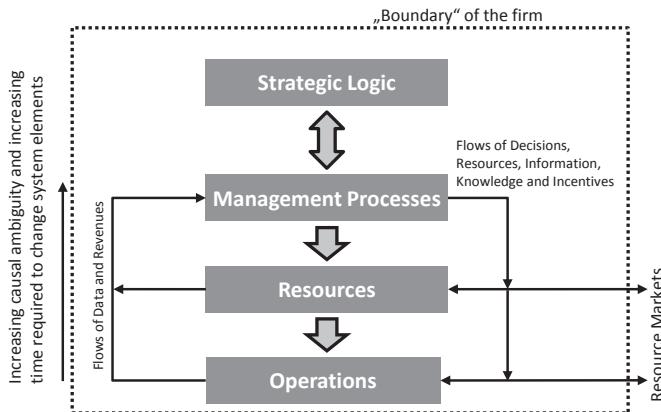 „Boundary“ of the firm
Increasing causal ambiguity and increasing
time required to change system elements
Strategic Logic
Flows of Decisions,
Resources, Information,
Knowledge and Incentives
Management Processes
Flows of Data and Revenues
Resources
Operations
Resource Markets